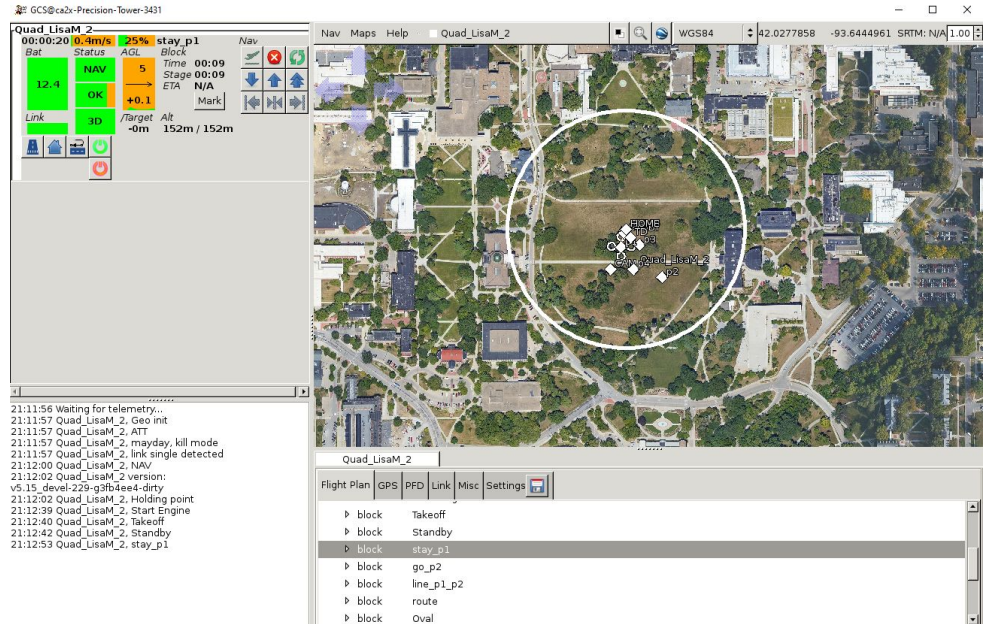 GCS@ca2x-Precision-Tower-3431
Quad_LisaM_2
00:00:20 0.4m/s 25% stay_p1 Nav
Bat Status AGL Block
Time 00:09
Stage 00:09
ETA N/A
12.4 NAV 5
OK +0.1 Mark
Link 3D /Target Alt
-0m 152m / 152m
Nav Maps Help Quad_LisaM_2 WGS84 42.0277858 -93.6444961 SRTM: N/A 1.00
HOME
TD
p3
Quad_LisaM_2
CAM p4
p2
21:11:56 Waiting for telemetry...
21:11:57 Quad_LisaM_2, Geo init
21:11:57 Quad_LisaM_2, ATT
21:11:57 Quad_LisaM_2, mayday, kill mode
21:11:57 Quad_LisaM_2, link single detected
21:12:00 Quad_LisaM_2, NAV
21:12:02 Quad_LisaM_2 version:
v5.15_devel-229-g3fb4ee4-dirty
21:12:02 Quad_LisaM_2, Holding point
21:12:39 Quad_LisaM_2, Start Engine
21:12:40 Quad_LisaM_2, Takeoff
21:12:42 Quad_LisaM_2, Standby
21:12:53 Quad_LisaM_2, stay_p1
Quad_LisaM_2
Flight Plan GPS PFD Link Misc Settings
block Takeoff
block Standby
block stay_p1
block go_p2
block line_p1_p2
block route
block Oval